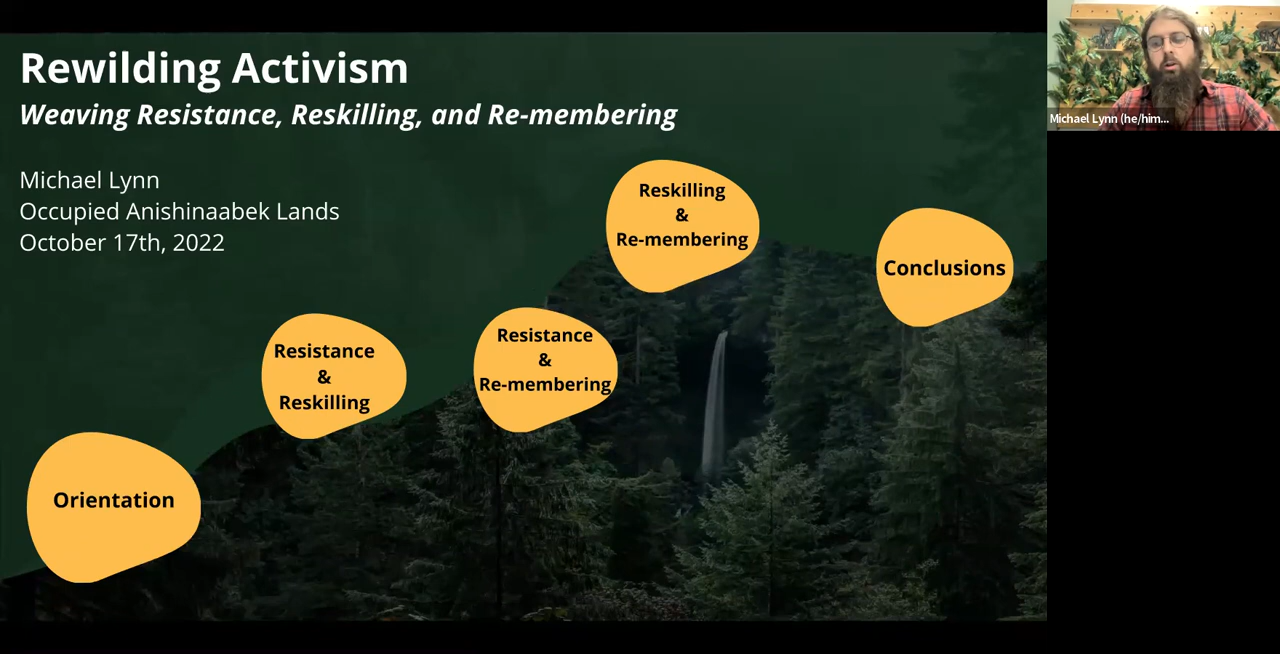 Rewilding Activism
Weaving Resistance, Reskilling, and Re-membering
Michael Lynn
Occupied Anishinaabek Lands
October 17th, 2022
Orientation
Resistance
&
Reskilling
Resistance
&
Re-membering
Reskilling
&
Re-membering
Conclusions
Michael Lynn (he/him...